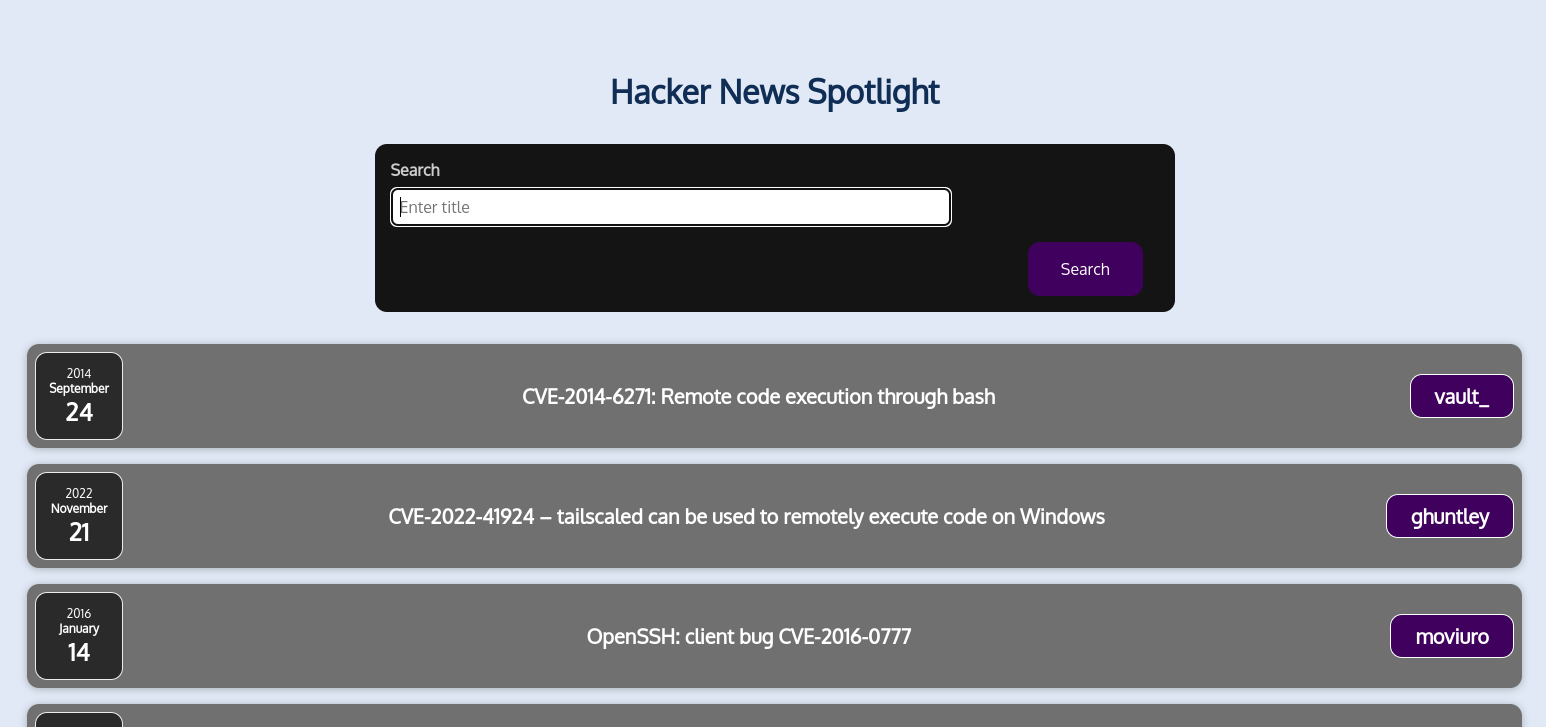 Hacker News Spotlight
Search
Enter title
Search
2014
September
24
CVE-2014-6271: Remote code execution through bash
vault_
2022
November
21
CVE-2022-41924 – tailscaled can be used to remotely execute code on Windows
ghuntley
2016
January
14
OpenSSH: client bug CVE-2016-0777
moviuro